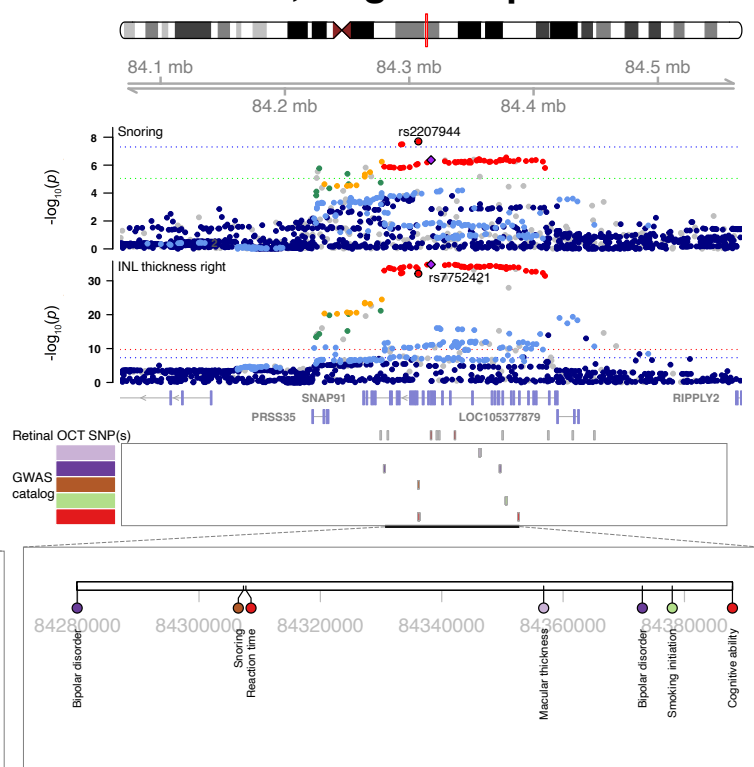 84.1 mb 84.3 mb 84.5 mb
84.2 mb 84.4 mb
Snoring
rs2207944
-log10(p)
8
6
4
2
0
INL thickness right
rs7752421
-log10(p)
30
20
10
0
SNAP91 RIPPLY2
PRSS35 LOC105377879
Retinal OCT SNP(s)
GWAS
catalog
84280000 84300000 84320000 84340000 84360000 84380000
Bipolar disorder
Snoring
Reaction time
Macular thickness
Bipolar disorder
Smoking initiation
Cognitive ability